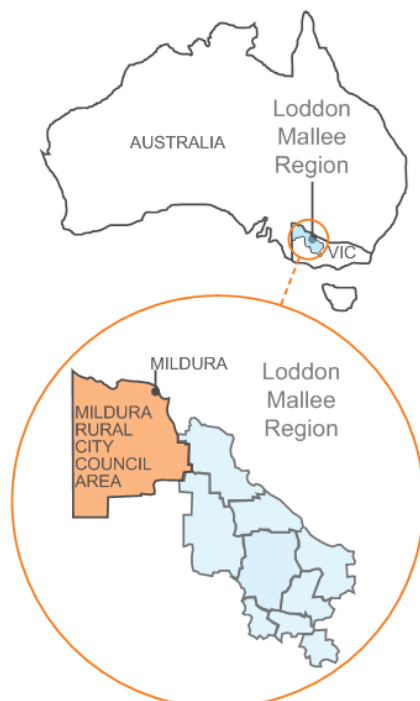 Loddon
Mallee
Region
AUSTRALIA
VIC
MILDURA
Loddon
Mallee
Region
MILDURA
RURAL
CITY
COUNCIL
AREA